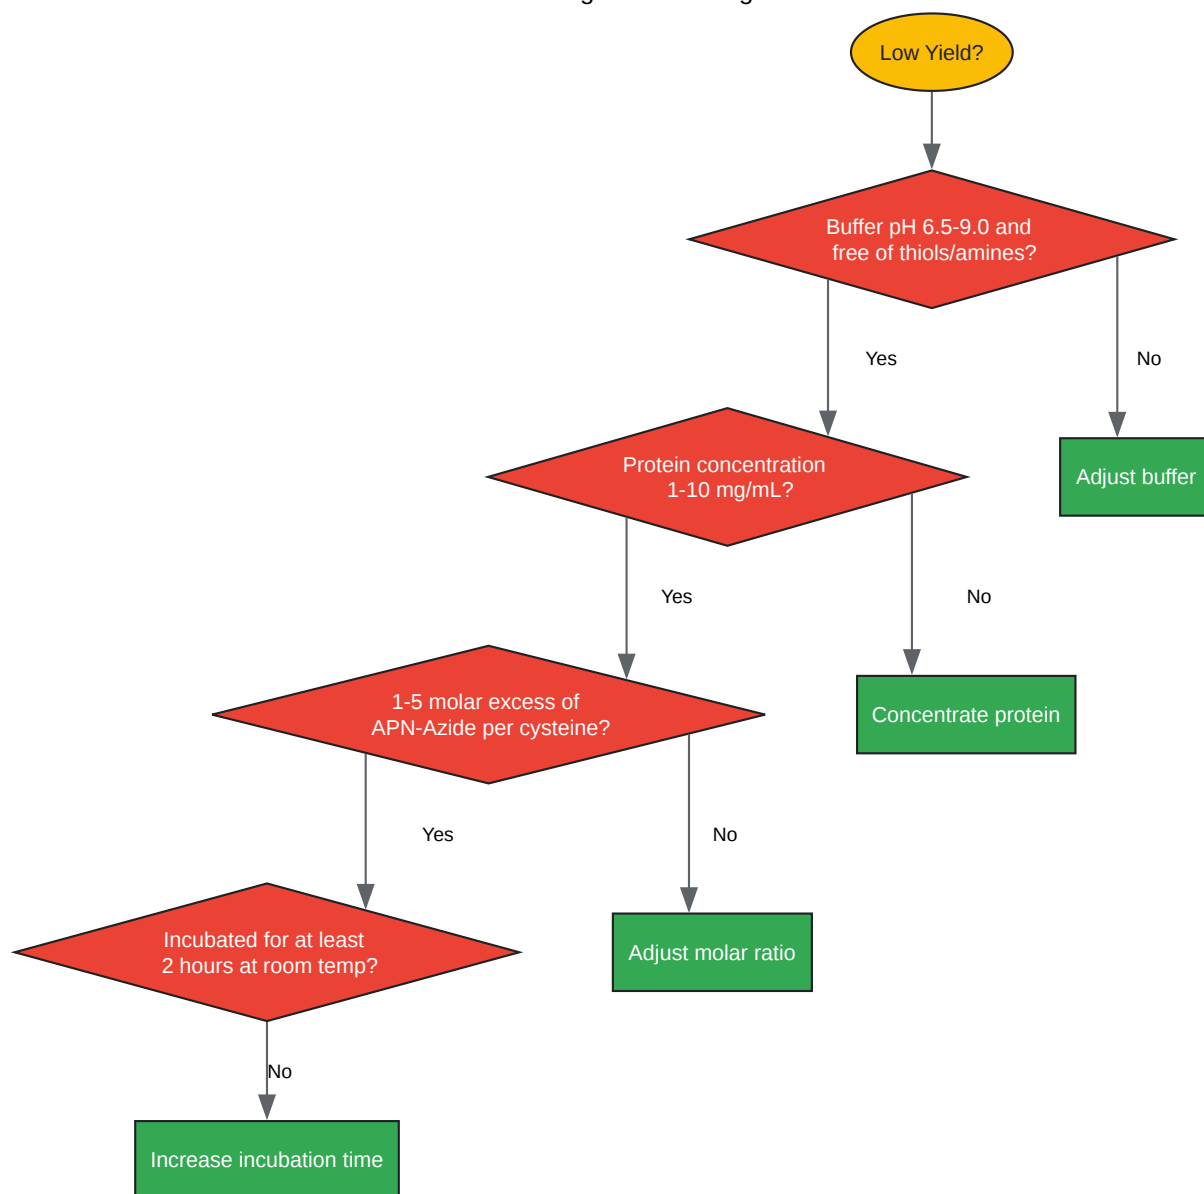 Low Yield?
Buffer pH 6.5-9.0 and
free of thiols/amines?
Yes
No
Protein concentration
1-10 mg/mL?
Adjust buffer
Yes
No
1-5 molar excess of
APN-Azide per cysteine?
Concentrate protein
Yes
No
Incubated for at least
2 hours at room temp?
Adjust molar ratio
No
Increase incubation time